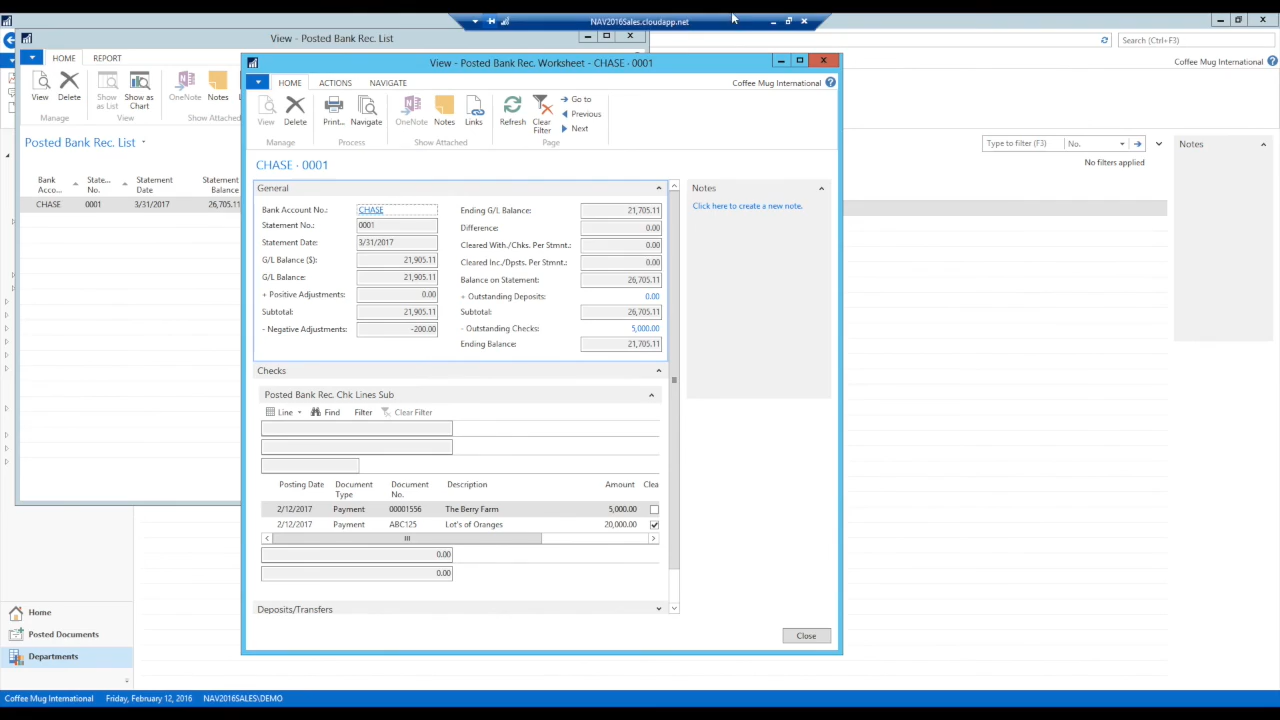 NAV2016Sales.cloudapp.net
View - Posted Bank Rec. List
Search (Ctrl+F3)
Coffee Mug International
HOME REPORT
View
Delete
Show as List
Show as Chart
OneNote
Notes
Manage
View
Show Attached
Posted Bank Rec. List
Type to filter (F3)
No.
No filters applied
Bank Acco...
State... No.
Statement Date
Statement Balance
CHASE 0001 3/31/2017 26,705.11
Notes
View - Posted Bank Rec. Worksheet - CHASE · 0001
HOME ACTIONS NAVIGATE
Coffee Mug International
View
Delete
Print...
Navigate
OneNote
Notes
Links
Refresh
Clear Filter
Go to
Previous
Next
Manage
Process
Show Attached
Page
CHASE · 0001
General
Bank Account No.: CHASE
Statement No.: 0001
Statement Date: 3/31/2017
G/L Balance ($): 21,905.11
G/L Balance: 21,905.11
+ Positive Adjustments: 0.00
Subtotal: 21,905.11
- Negative Adjustments: -200.00
Ending G/L Balance: 21,705.11
Difference: 0.00
Cleared With./Chks. Per Stmnt.: 0.00
Cleared Inc./Dpsts. Per Stmnt.: 0.00
Balance on Statement: 26,705.11
+ Outstanding Deposits: 0.00
Subtotal: 26,705.11
- Outstanding Checks: 5,000.00
Ending Balance: 21,705.11
Notes
Click here to create a new note.
Checks
Posted Bank Rec. Chk Lines Sub
Line Find Filter Clear Filter
Posting Date
Document Type
Document No.
Description
Amount
Clea
2/12/2017 Payment 00001556 The Berry Farm 5,000.00
2/12/2017 Payment ABC125 Lot's of Oranges 20,000.00
0.00
0.00
Deposits/Transfers
Close
Home
Posted Documents
Departments
Coffee Mug International Friday, February 12, 2016 NAV2016SALES\DEMO